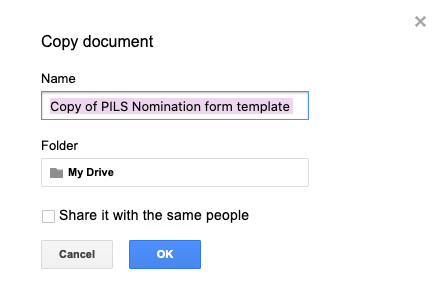 Copy document
Name
Copy of PILS Nomination form template
Folder
My Drive
Share it with the same people
Cancel OK